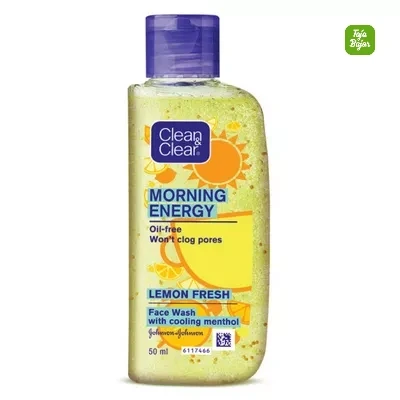 Taja
Bajar
Clean &
Clear®
MORNING
ENERGY
Oil-free
Won't clog pores
LEMON FRESH
Face Wash
with cooling menthol
Johnson & Johnson
50 ml
6117466